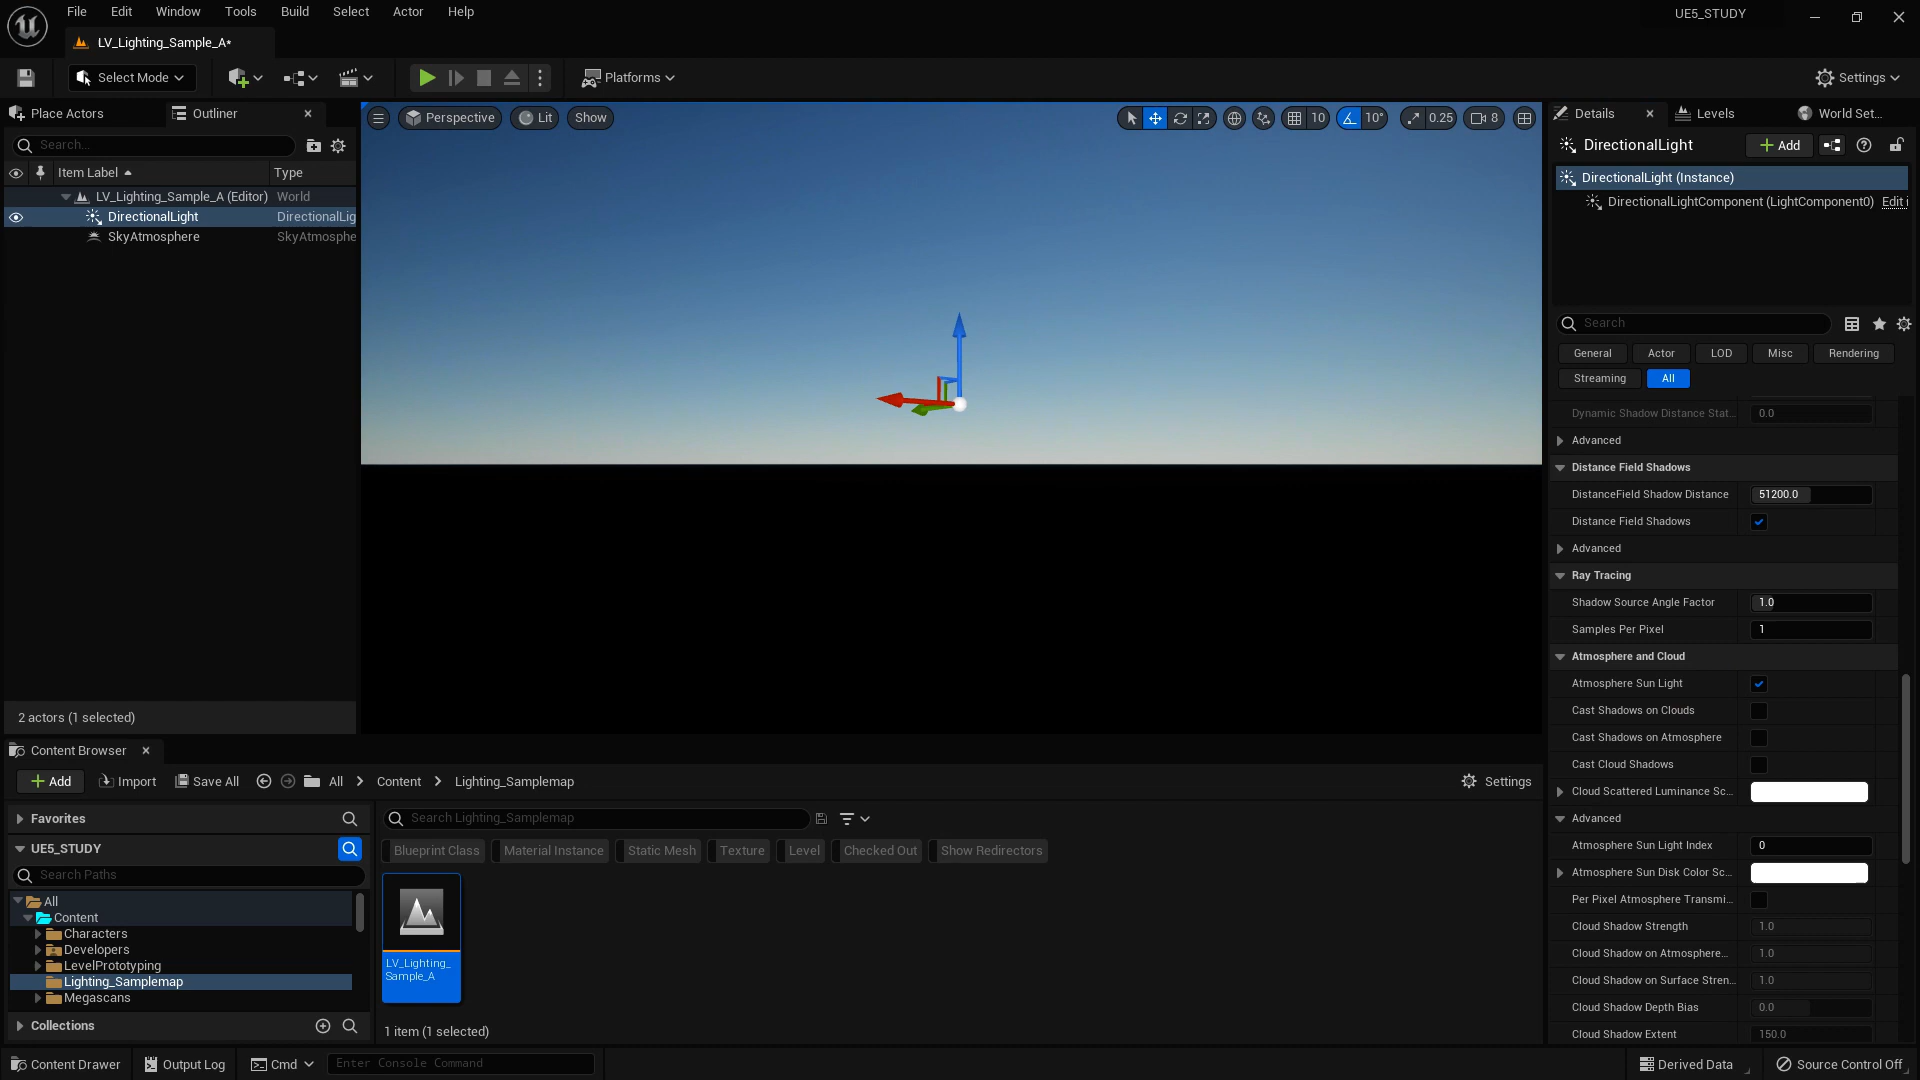 File Edit Window Tools Build Select Actor Help
UE5_STUDY
LV_Lighting_Sample_A*
Select Mode
Platforms
Settings
Place Actors
Outliner
Search...
Item Label
Type
LV_Lighting_Sample_A (Editor) World
DirectionalLight DirectionalLig
SkyAtmosphere SkyAtmosphe
2 actors (1 selected)
Perspective
Lit
Show
10
10°
0.25
8
Details
Levels
World Set...
DirectionalLight
Add
DirectionalLight (Instance)
DirectionalLightComponent (LightComponent0) Edit i
Search
General Actor LOD Misc Rendering
Streaming All
Dynamic Shadow Distance Stat... 0.0
Advanced
Distance Field Shadows
DistanceField Shadow Distance 51200.0
Distance Field Shadows
Advanced
Ray Tracing
Shadow Source Angle Factor 1.0
Samples Per Pixel 1
Atmosphere and Cloud
Atmosphere Sun Light
Cast Shadows on Clouds
Cast Shadows on Atmosphere
Cast Cloud Shadows
Cloud Scattered Luminance Sc...
Advanced
Atmosphere Sun Light Index 0
Atmosphere Sun Disk Color Sc...
Per Pixel Atmosphere Transmi...
Cloud Shadow Strength 1.0
Cloud Shadow on Atmosphere... 1.0
Cloud Shadow on Surface Stren... 1.0
Cloud Shadow Depth Bias 0.0
Cloud Shadow Extent 150.0
Content Browser
Add Import Save All All Content Lighting_Samplemap
Settings
Favorites
UE5_STUDY
Search Paths
All
Content
Characters
Developers
LevelPrototyping
Lighting_Samplemap
Megascans
Collections
Search Lighting_Samplemap
Blueprint Class Material Instance Static Mesh Texture Level Checked Out Show Redirectors
LV_Lighting_
Sample_A
1 item (1 selected)
Content Drawer Output Log Cmd Enter Console Command
Derived Data Source Control Off